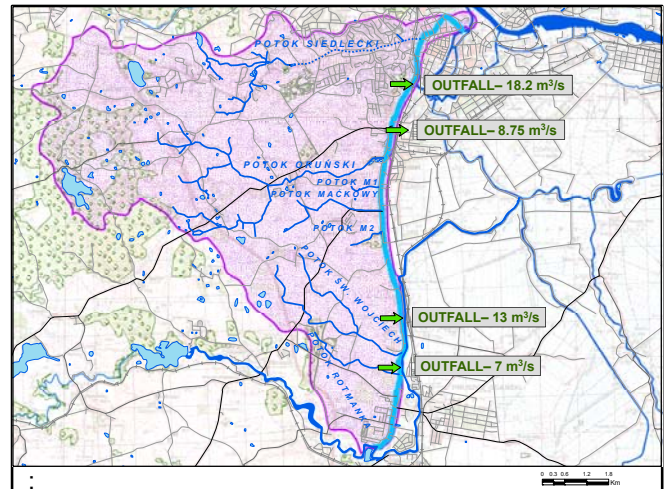 POTOK SIEDLECKI
OUTFALL– 18.2 m³/s
OUTFALL– 8.75 m³/s
POTOK ORUŃSKI
POTOK M1
POTOK MAĆKOWY
POTOK M2
POTOK ŚW. WOJCIECH
OUTFALL– 13 m³/s
POTOK ROTMANKA
OUTFALL– 7 m³/s
:
0 0.3 0.6 1.2 1.8
Km